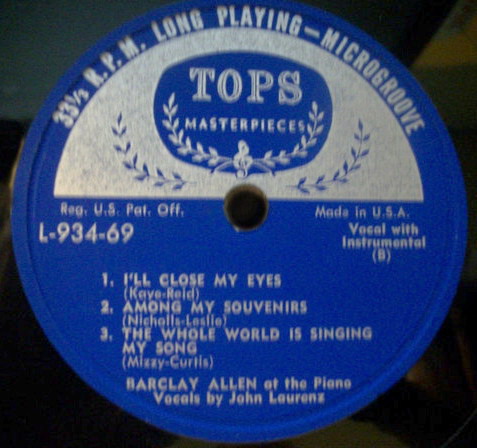 33⅓ R.P.M. LONG PLAYING—MICROGROOVE
TOPS
MASTERPIECES
Reg. U.S. Pat. Off.
Made in U.S.A.
L-934-69
Vocal with
Instrumental
(B)
1. I'LL CLOSE MY EYES
(Kaye-Reid)
2. AMONG MY SOUVENIRS
(Nicholls-Leslie)
3. THE WHOLE WORLD IS SINGING
MY SONG
(Mizzy-Curtis)
BARCLAY ALLEN at the Piano
Vocals by John Laurenz